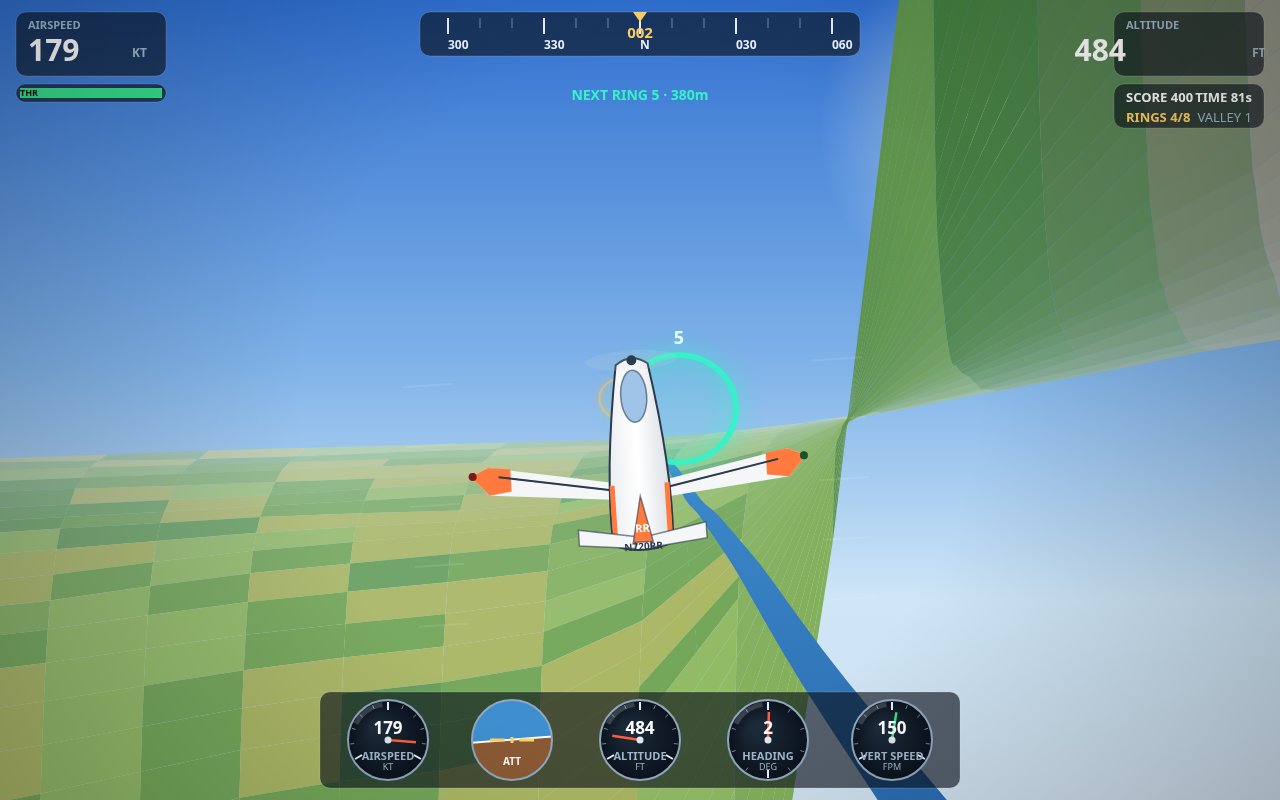 AIRSPEED
179 KT
THR
002
300 330 N 030 060
NEXT RING 5 · 380m
ALTITUDE
484 FT
SCORE 400 TIME 81s
RINGS 4/8 VALLEY 1
5
RR
N720RR
179
AIRSPEED
KT
ATT
484
ALTITUDE
FT
2
HEADING
DEG
150
VERT SPEED
FPM